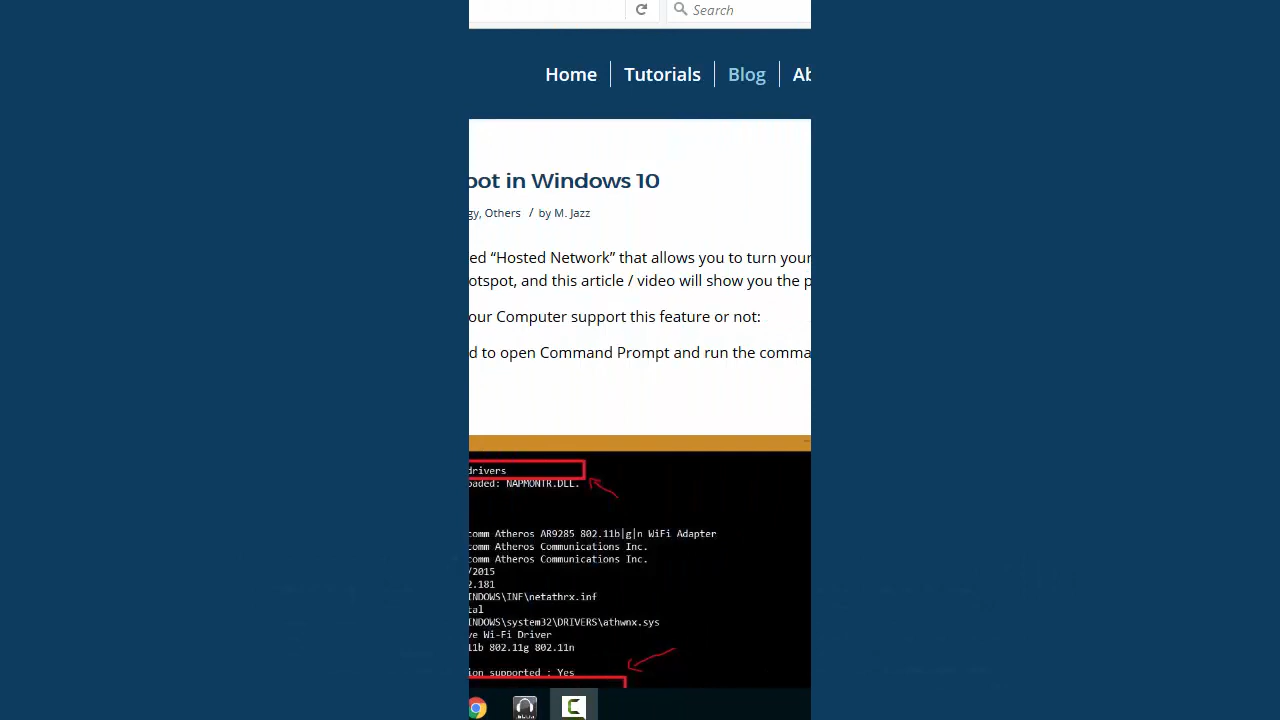 Search
Home Tutorials Blog Ab
oot in Windows 10
gy, Others / by M. Jazz
ed “Hosted Network” that allows you to turn your
otspot, and this article / video will show you the p
our Computer support this feature or not:
d to open Command Prompt and run the comma
drivers
oaded: NAPMONTR.DLL.
comm Atheros AR9285 802.11b|g|n WiFi Adapter
comm Atheros Communications Inc.
comm Atheros Communications Inc.
/2015
2.181
INDOWS\INF\netathrx.inf
tal
INDOWS\system32\DRIVERS\athwnx.sys
ve Wi-Fi Driver
11b 802.11g 802.11n
ion supported : Yes